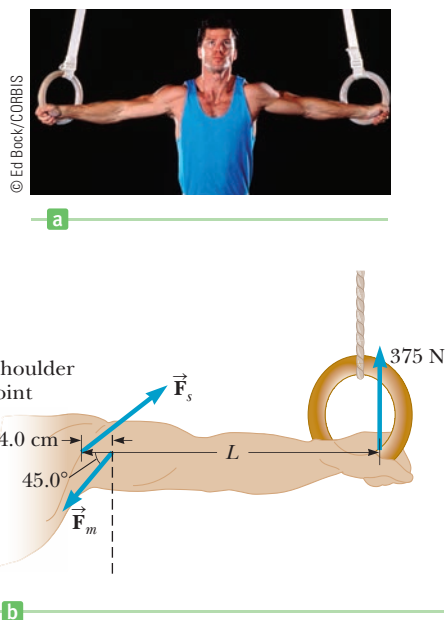 © Ed Bock/CORBIS
a
375 N
houlder
oint
F⃗s
4.0 cm
L
45.0°
F⃗m
b